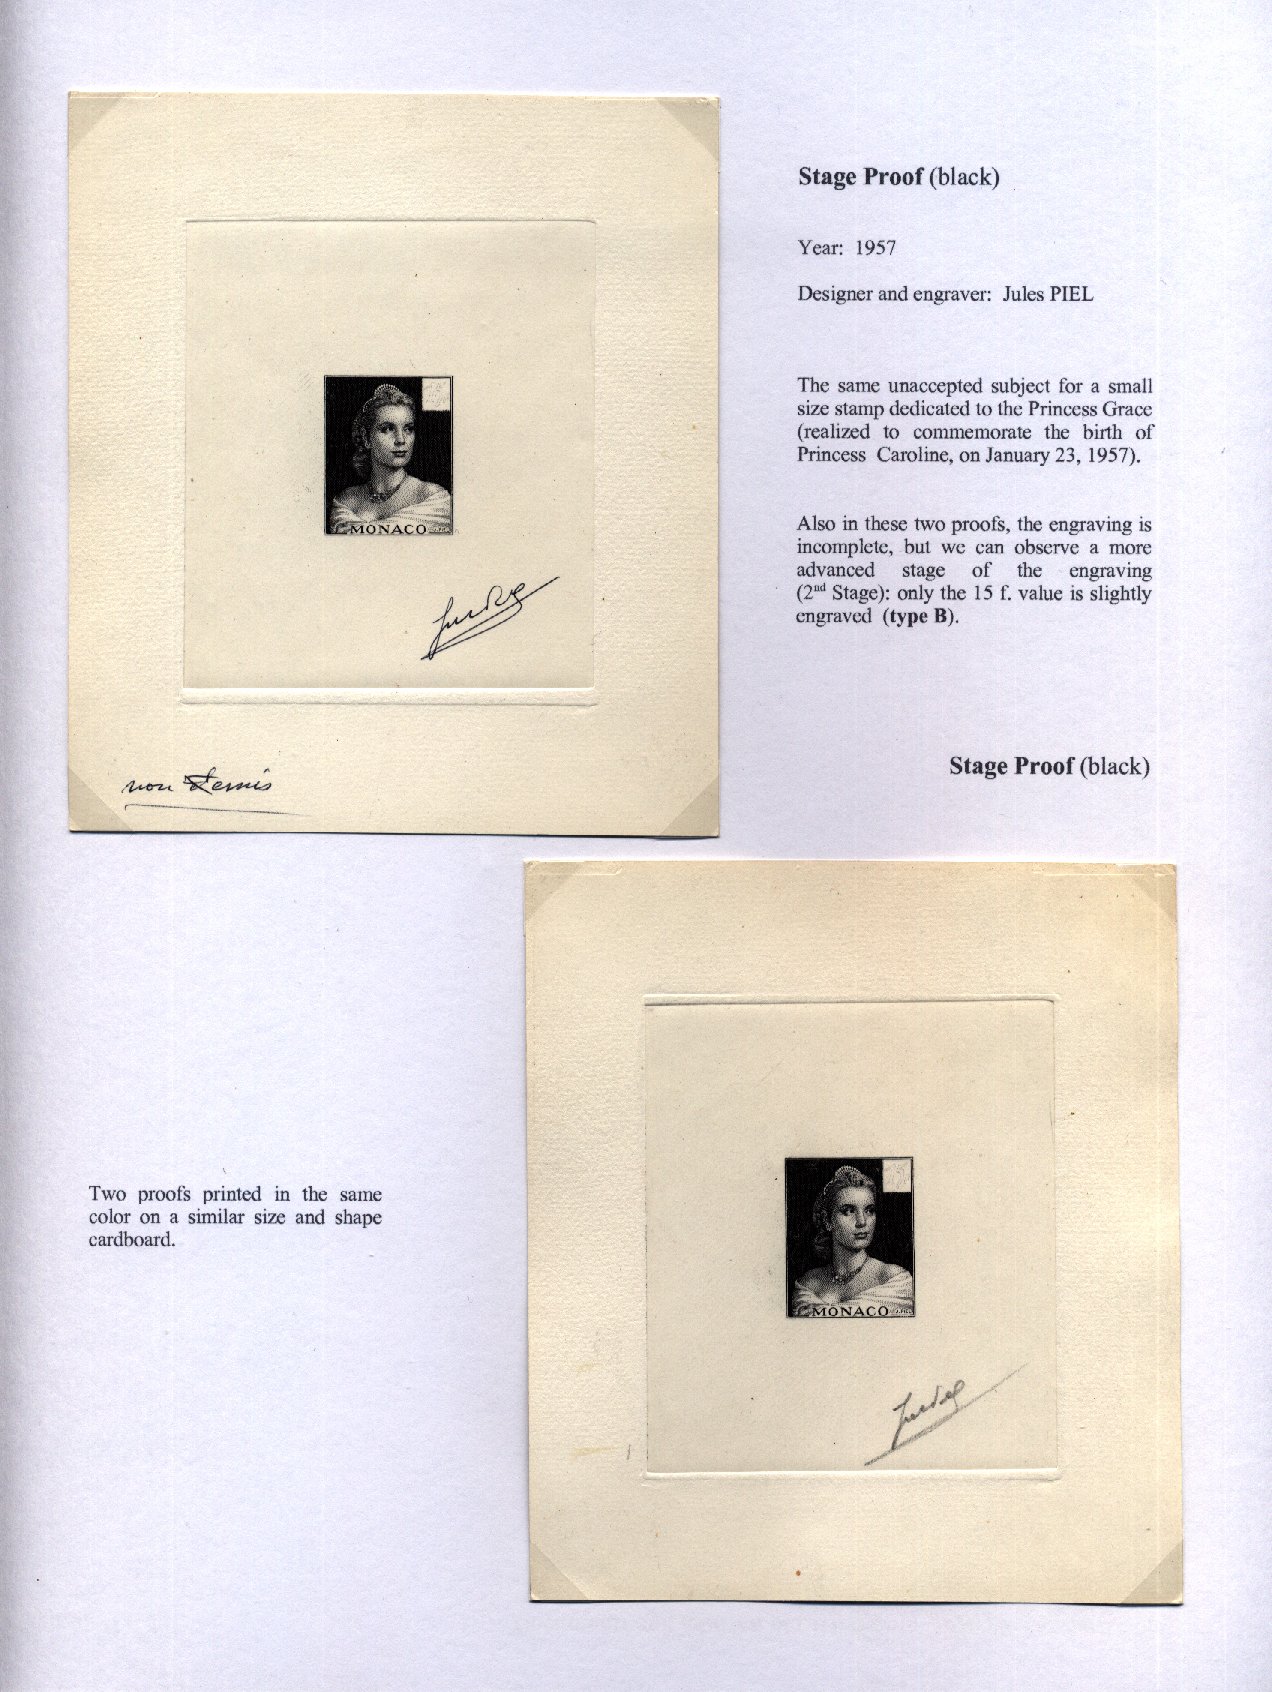 Stage Proof (black)
Year: 1957
Designer and engraver: Jules PIEL
The same unaccepted subject for a small
size stamp dedicated to the Princess Grace
(realized to commemorate the birth of
Princess Caroline, on January 23, 1957).
Also in these two proofs, the engraving is
incomplete, but we can observe a more
advanced stage of the engraving
(2nd Stage): only the 15 f. value is slightly
engraved (type B).
MONACO
non Remis
Stage Proof (black)
Two proofs printed in the same
color on a similar size and shape
cardboard.
MONACO